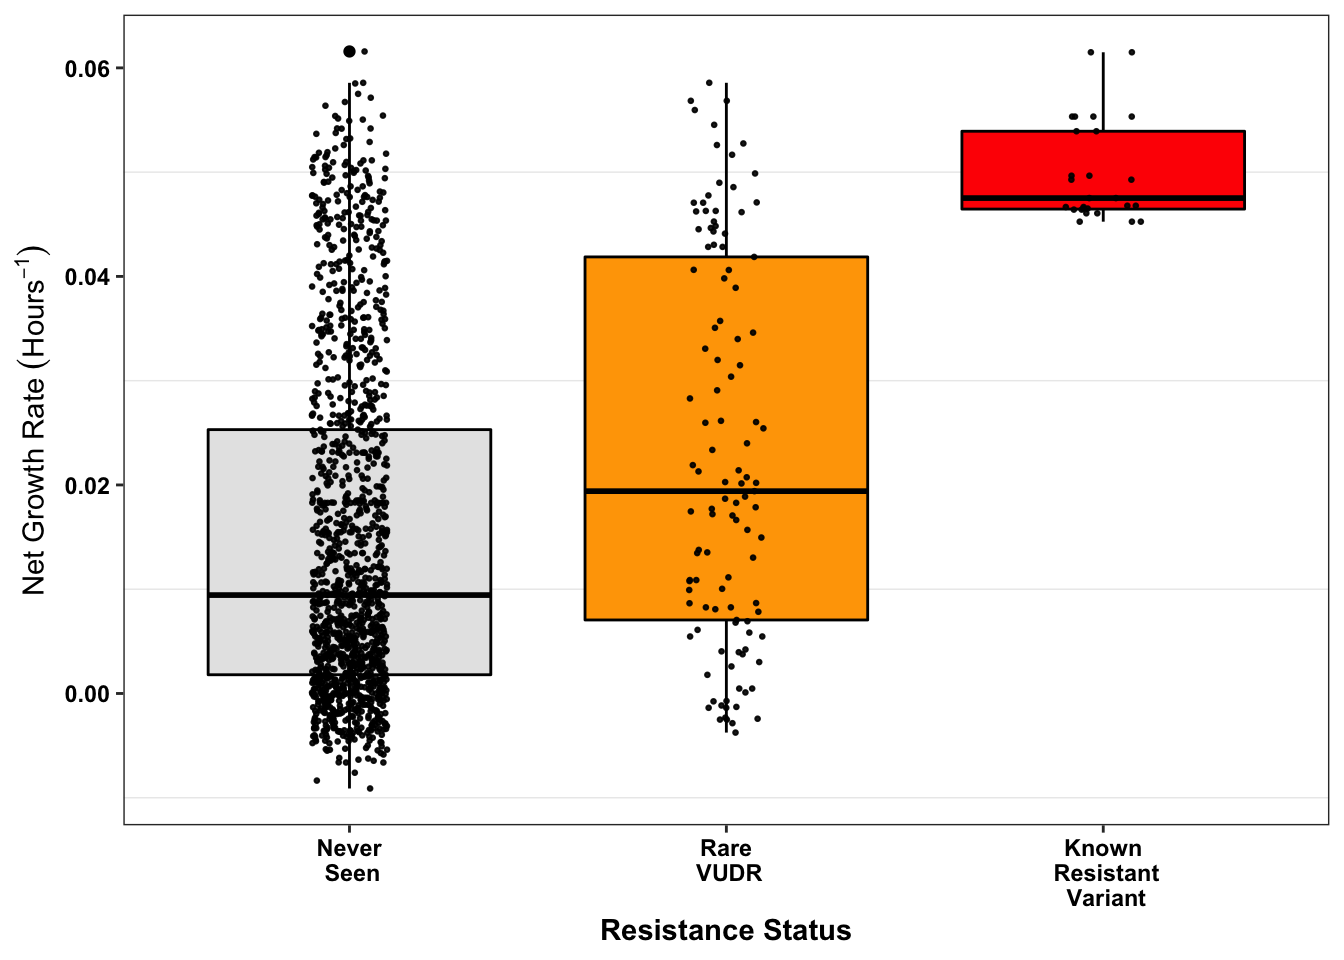 Net Growth Rate (Hours⁻¹)
0.06
0.04
0.02
0.00
Never
Seen
Rare
VUDR
Known
Resistant
Variant
Resistance Status